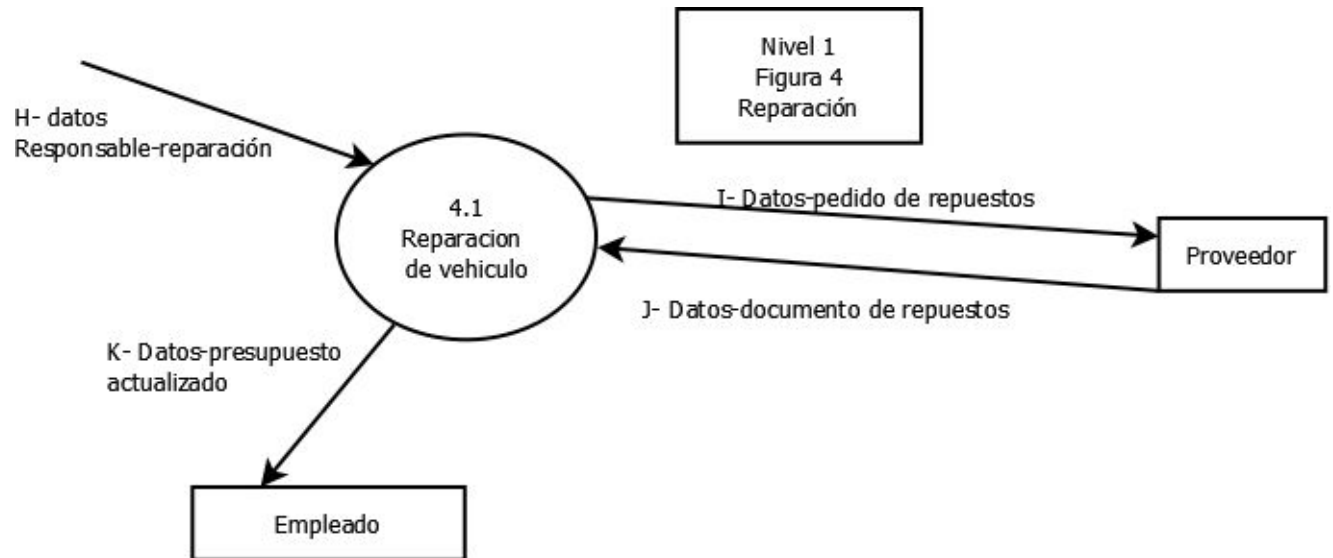 Nivel 1
Figura 4
Reparación
H- datos
Responsable-reparación
4.1
Reparacion
de vehiculo
I- Datos-pedido de repuestos
Proveedor
J- Datos-documento de repuestos
K- Datos-presupuesto
actualizado
Empleado